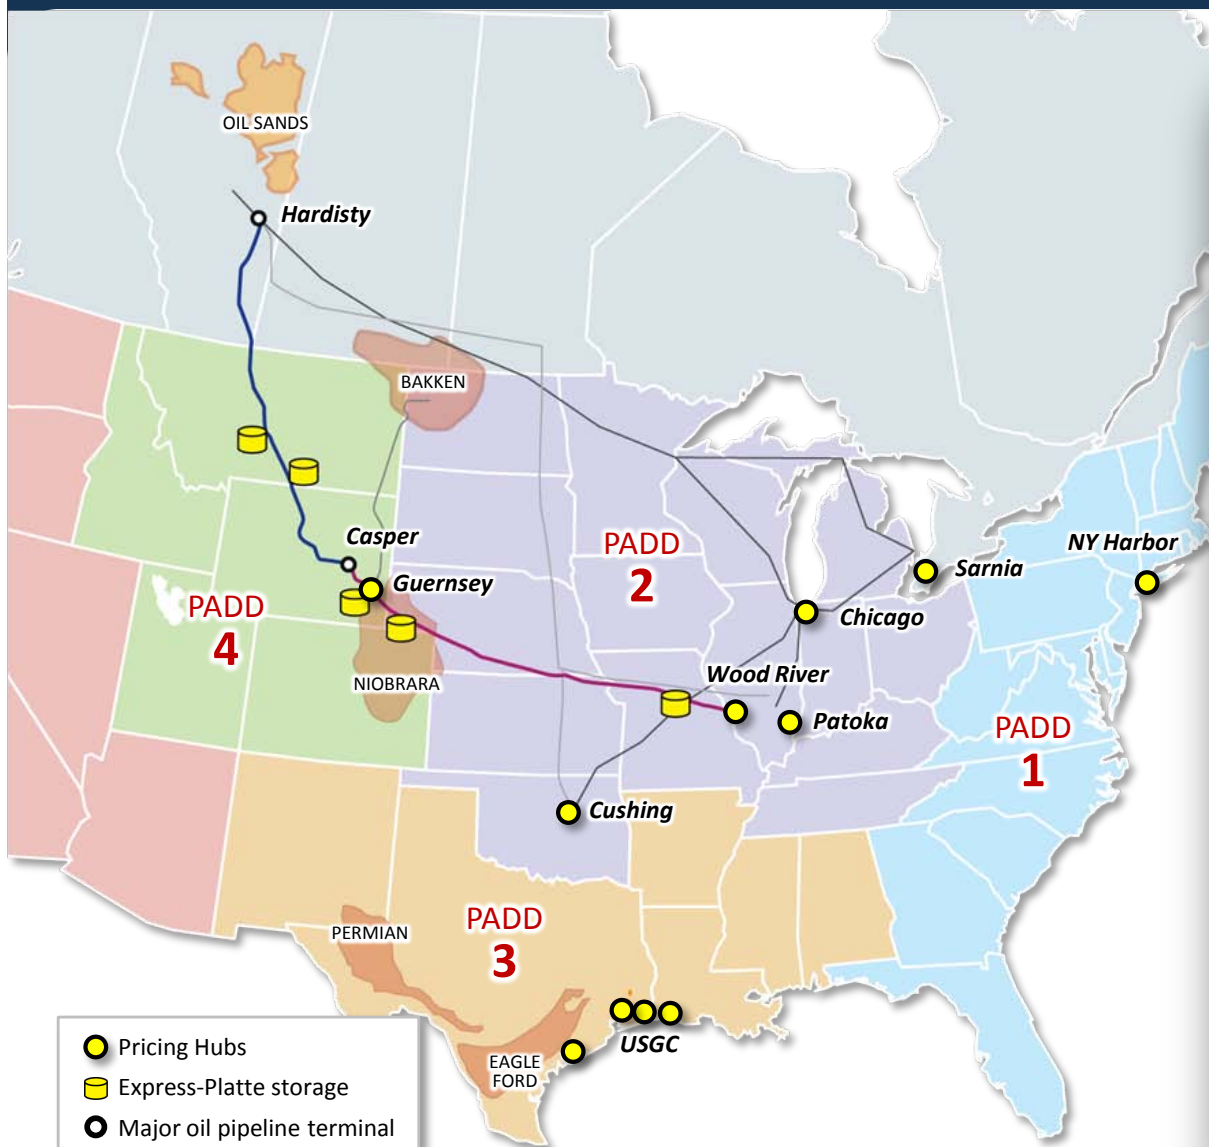 OIL SANDS
Hardisty
BAKKEN
Casper
Guernsey
PADD
2
NY Harbor
Sarnia
PADD
4
Chicago
NIOBRARA
Wood River
Patoka
PADD
1
Cushing
PADD
3
PERMIAN
USGC
EAGLE
FORD
Pricing Hubs
Express-Platte storage
Major oil pipeline terminal